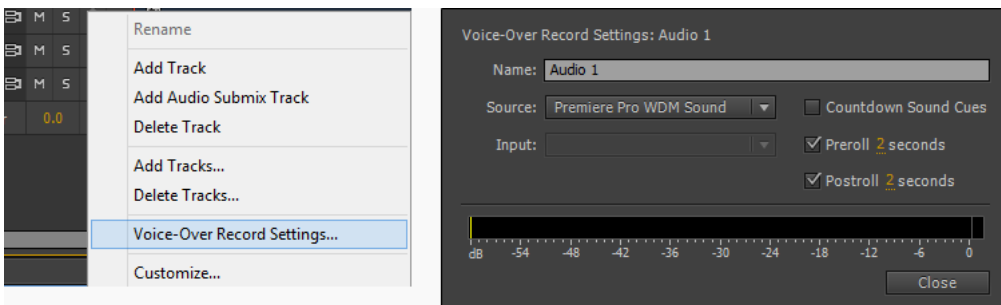 M S
M S
M S
0.0
Rename
Add Track
Add Audio Submix Track
Delete Track
Add Tracks...
Delete Tracks...
Voice-Over Record Settings...
Customize...
Voice-Over Record Settings: Audio 1
Name: Audio 1
Source: Premiere Pro WDM Sound
Countdown Sound Cues
Input:
Preroll 2 seconds
Postroll 2 seconds
dB -54 -48 -42 -36 -30 -24 -18 -12 -6 0
Close